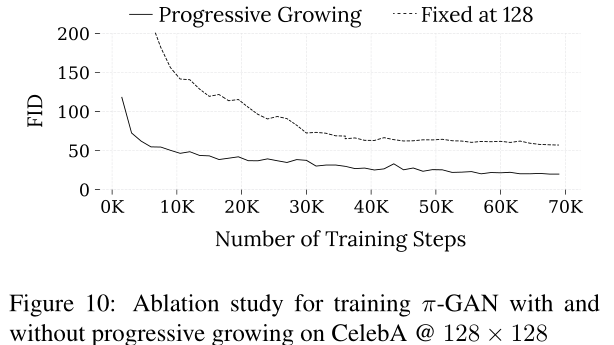 Progressive Growing Fixed at 128
200
150
100
50
0
FID
0K 10K 20K 30K 40K 50K 60K 70K
Number of Training Steps
Figure 10: Ablation study for training π-GAN with and
without progressive growing on CelebA @ 128 × 128